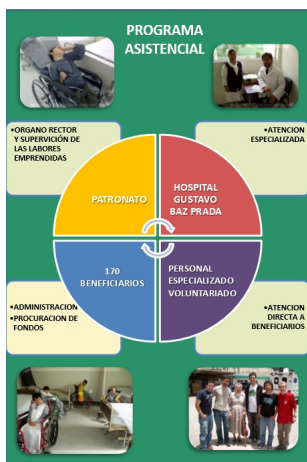 PROGRAMA
ASISTENCIAL
•ORGANO RECTOR
Y SUPERVISIÓN DE
LAS LABORES
EMPRENDIDAS
•ATENCION
ESPECIALIZADA
PATRONATO
HOSPITAL
GUSTAVO
BAZ PRADA
170
BENEFICIARIOS
PERSONAL
ESPECIALIZADO
VOLUNTARIADO
•ADMINISTRACION
•PROCURACION DE
FONDOS
•ATENCION
DIRECTA A
BENEFICIARIOS